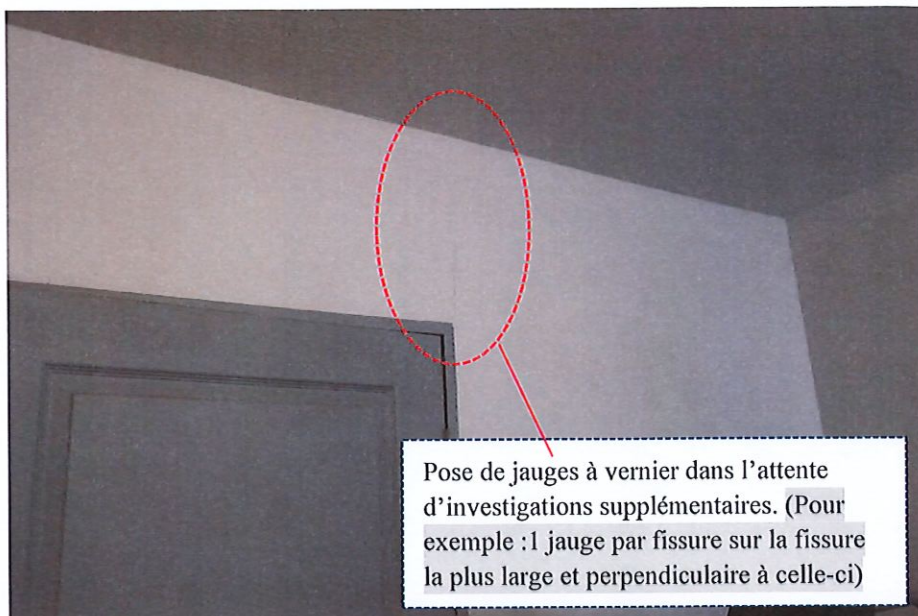 Pose de jauges à vernier dans l’attente
d’investigations supplémentaires. (Pour
exemple :1 jauge par fissure sur la fissure
la plus large et perpendiculaire à celle-ci)